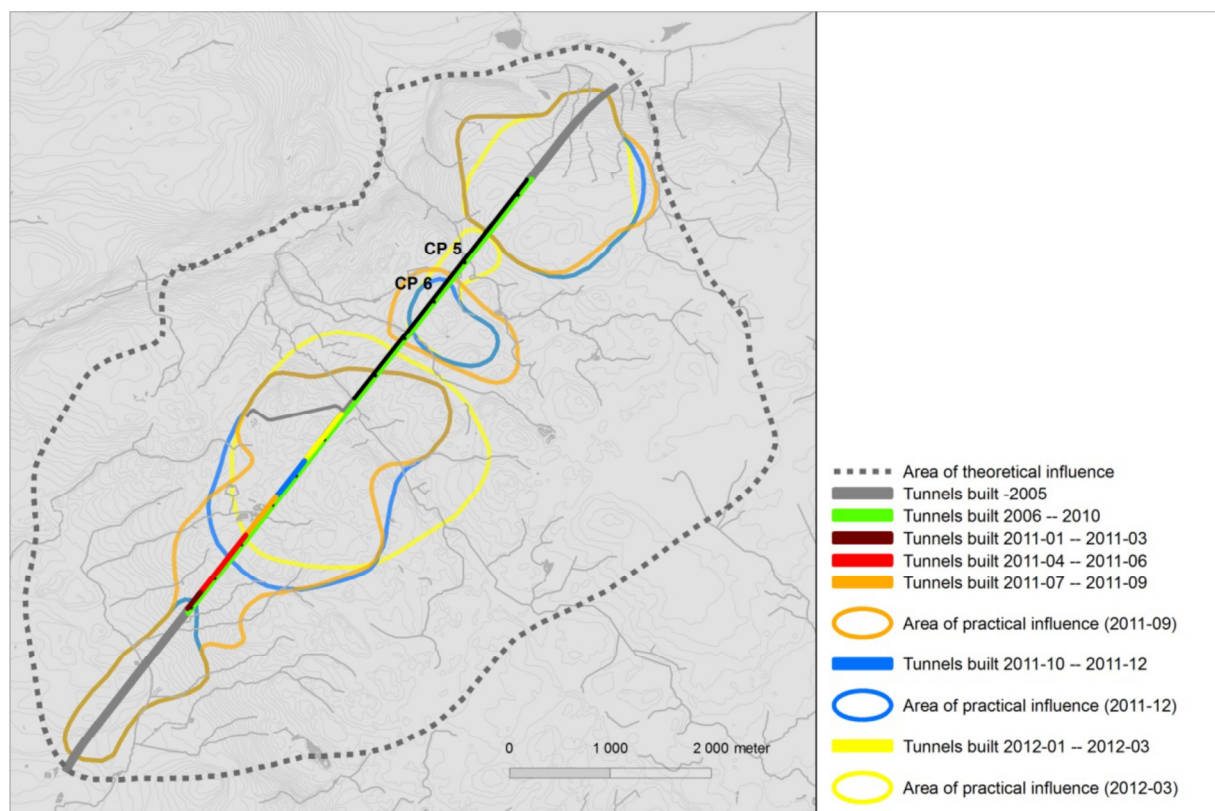 CP 5
CP 6
0 1 000 2 000 meter
Area of theoretical influence
Tunnels built -2005
Tunnels built 2006 -- 2010
Tunnels built 2011-01 -- 2011-03
Tunnels built 2011-04 -- 2011-06
Tunnels built 2011-07 -- 2011-09
Area of practical influence (2011-09)
Tunnels built 2011-10 -- 2011-12
Area of practical influence (2011-12)
Tunnels built 2012-01 -- 2012-03
Area of practical influence (2012-03)